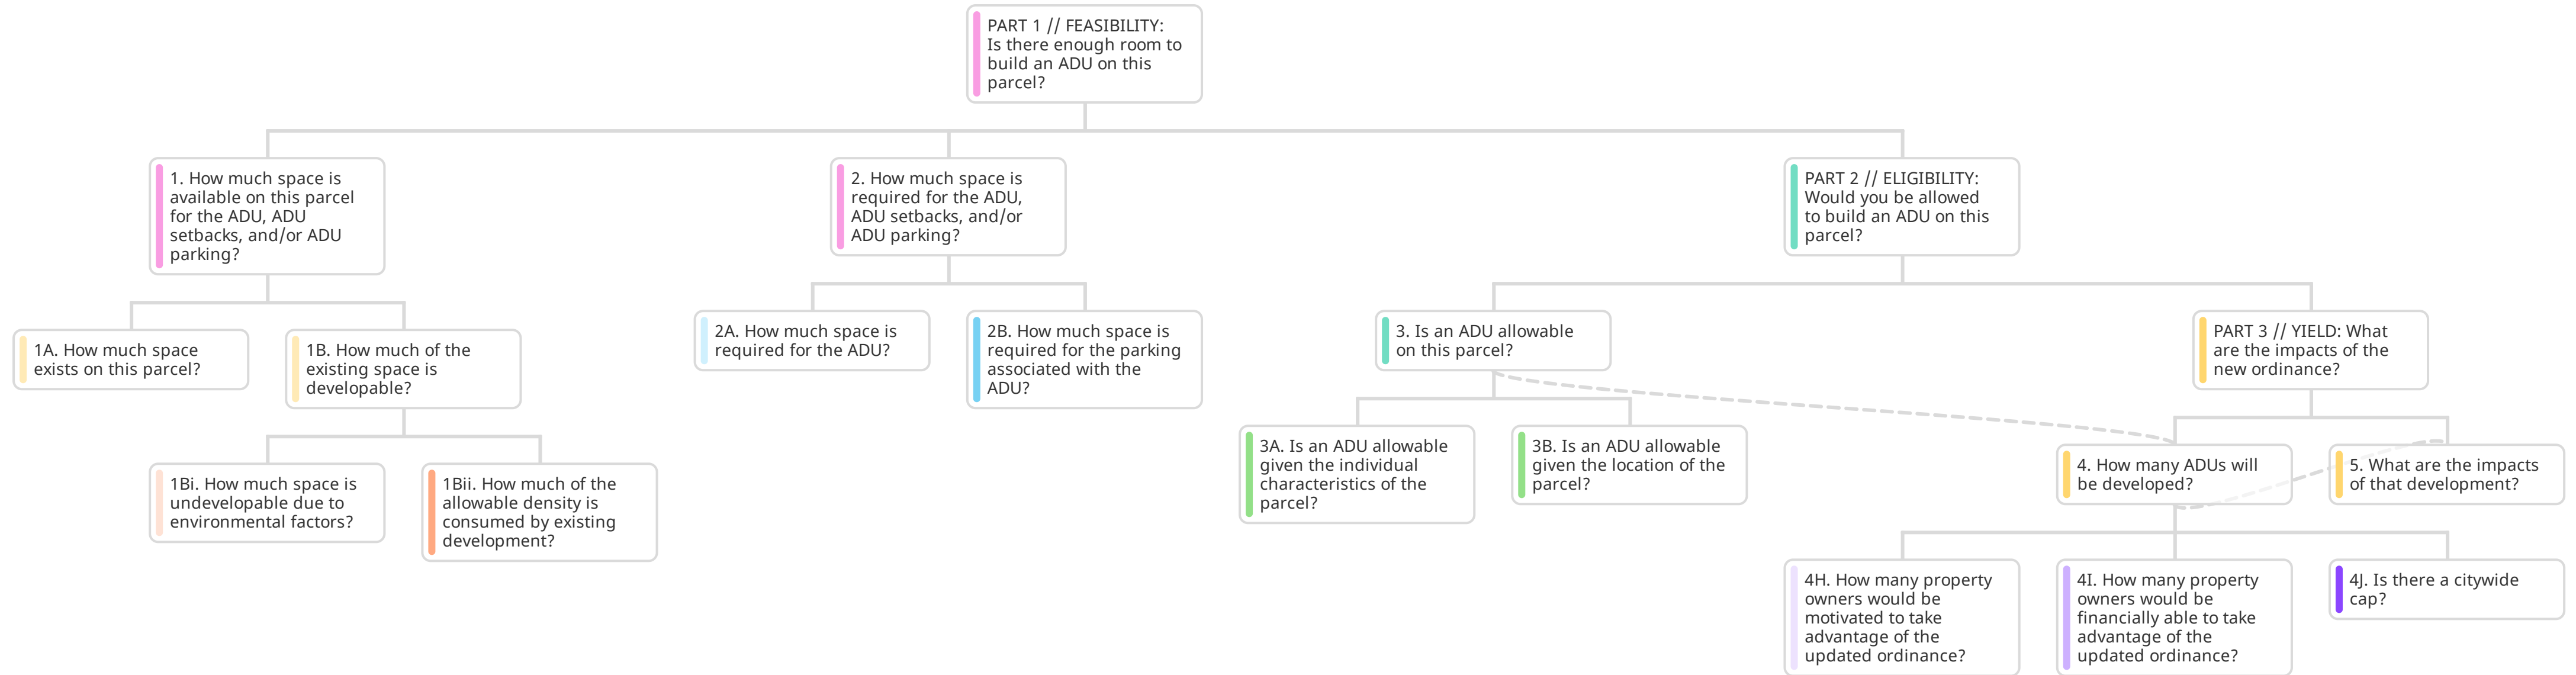 PART 1 // FEASIBILITY:
Is there enough room to
build an ADU on this
parcel?
1. How much space is
available on this parcel
for the ADU, ADU
setbacks, and/or ADU
parking?
2. How much space is
required for the ADU,
ADU setbacks, and/or
ADU parking?
PART 2 // ELIGIBILITY:
Would you be allowed
to build an ADU on this
parcel?
1A. How much space
exists on this parcel?
1B. How much of the
existing space is
developable?
2A. How much space is
required for the ADU?
2B. How much space is
required for the parking
associated with the
ADU?
3. Is an ADU allowable
on this parcel?
PART 3 // YIELD: What
are the impacts of the
new ordinance?
1Bi. How much space is
undevelopable due to
environmental factors?
1Bii. How much of the
allowable density is
consumed by existing
development?
3A. Is an ADU allowable
given the individual
characteristics of the
parcel?
3B. Is an ADU allowable
given the location of the
parcel?
4. How many ADUs will
be developed?
5. What are the impacts
of that development?
4H. How many property
owners would be
motivated to take
advantage of the
updated ordinance?
4I. How many property
owners would be
financially able to take
advantage of the
updated ordinance?
4J. Is there a citywide
cap?